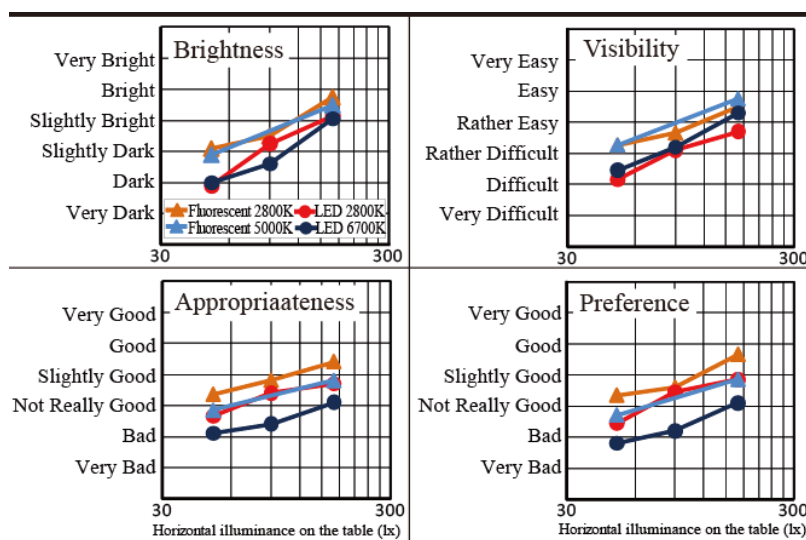 Brightness
Very Bright
Bright
Slightly Bright
Slightly Dark
Dark
Very Dark
Fluorescent 2800K LED 2800K
Fluorescent 5000K LED 6700K
30 300
Visibility
Very Easy
Easy
Rather Easy
Rather Difficult
Difficult
Very Difficult
30 300
Appropriaateness
Very Good
Good
Slightly Good
Not Really Good
Bad
Very Bad
30 300
Horizontal illuminance on the table (lx)
Preference
Very Good
Good
Slightly Good
Not Really Good
Bad
Very Bad
30 300
Horizontal illuminance on the table (lx)